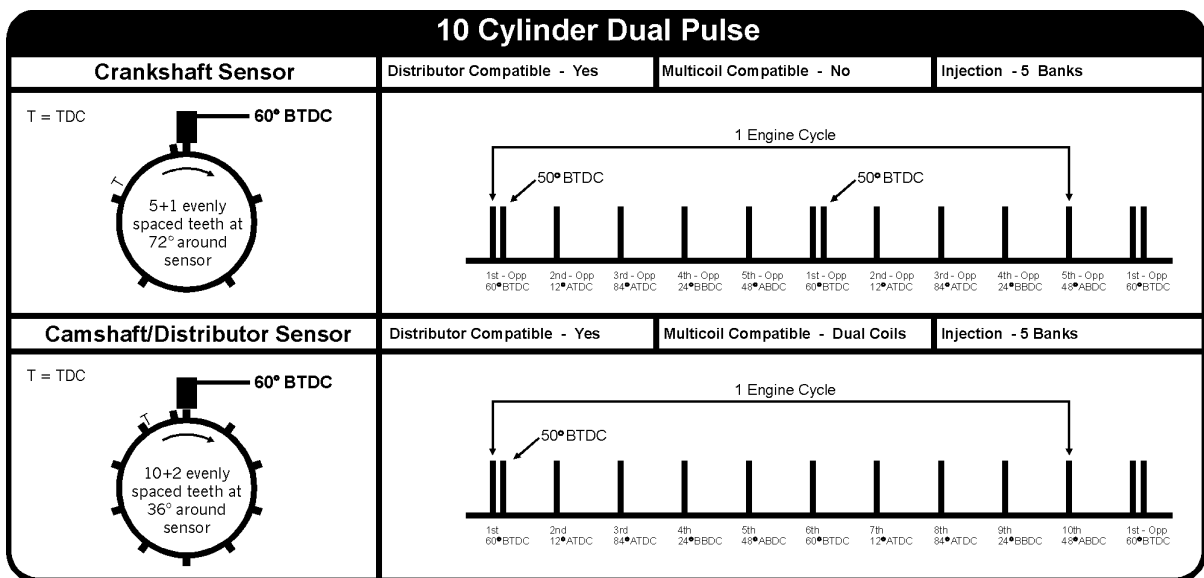 10 Cylinder Dual Pulse
Crankshaft Sensor
Distributor Compatible - Yes
Multicoil Compatible - No
Injection - 5 Banks
T = TDC
60° BTDC
T
5+1 evenly
spaced teeth at
72° around
sensor
1 Engine Cycle
50° BTDC
50° BTDC
1st - Opp 2nd - Opp 3rd - Opp 4th - Opp 5th - Opp 1st - Opp 2nd - Opp 3rd - Opp 4th - Opp 5th - Opp 1st - Opp
60°BTDC 12°ATDC 84°ATDC 24°BBDC 48°ABDC 60°BTDC 12°ATDC 84°ATDC 24°BBDC 48°ABDC 60°BTDC
Camshaft/Distributor Sensor
Distributor Compatible - Yes
Multicoil Compatible - Dual Coils
Injection - 5 Banks
T = TDC
60° BTDC
T
10+2 evenly
spaced teeth at
36° around
sensor
1 Engine Cycle
50° BTDC
1st 2nd 3rd 4th 5th 6th 7th 8th 9th 10th 1st - Opp
60°BTDC 12°ATDC 84°ATDC 24°BBDC 48°ABDC 60°BTDC 12°ATDC 84°ATDC 24°BBDC 48°ABDC 60°BTDC